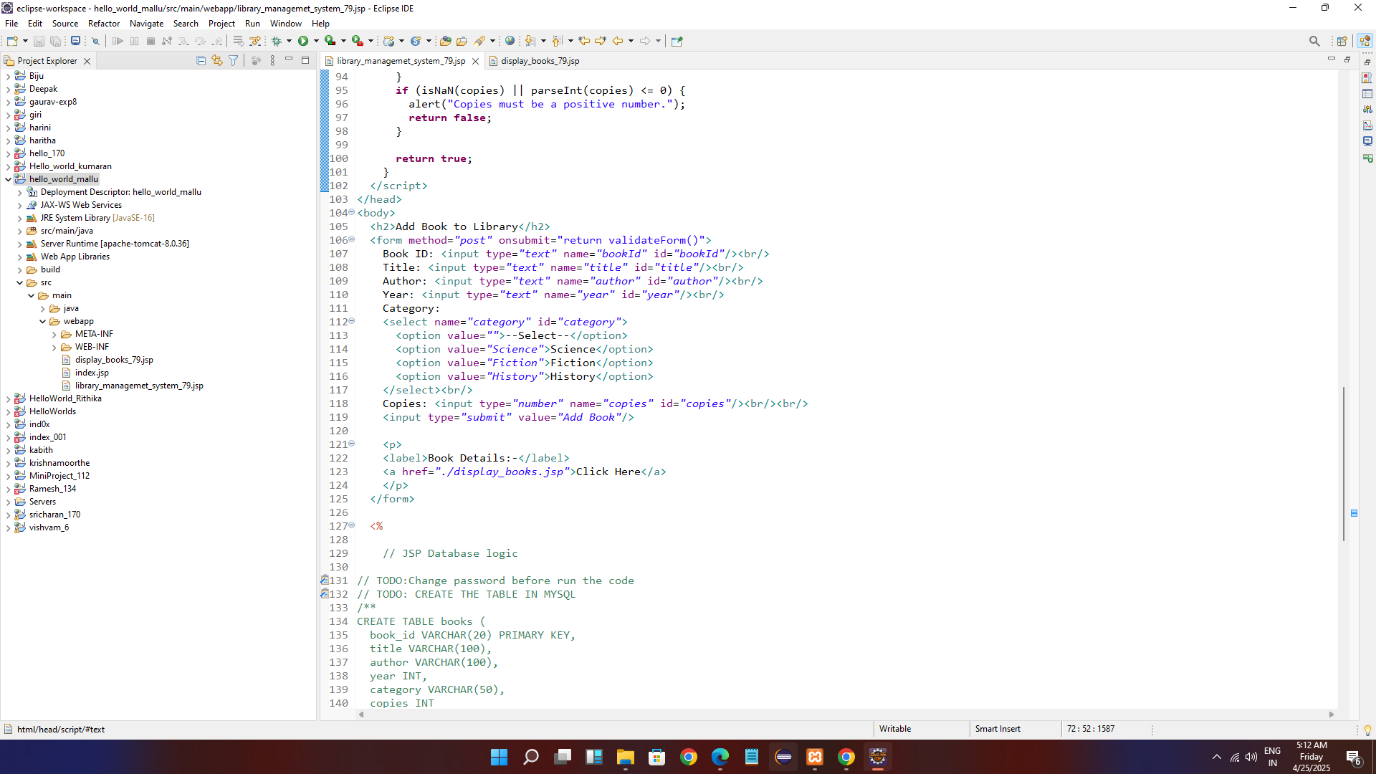 eclipse-workspace - hello_world_mallu/src/main/webapp/library_managemet_system_79.jsp - Eclipse IDE
File Edit Source Refactor Navigate Search Project Run Window Help
Project Explorer
Biju
Deepak
gaurav-exp8
giri
harini
haritha
hello_170
Hello_world_kumaran
hello_world_mallu
Deployment Descriptor: hello_world_mallu
JAX-WS Web Services
JRE System Library [JavaSE-16]
src/main/java
Server Runtime [apache-tomcat-8.0.36]
Web App Libraries
build
src
main
java
webapp
META-INF
WEB-INF
display_books_79.jsp
index.jsp
library_managemet_system_79.jsp
HelloWorld_Rithika
HelloWorlds
ind0x
index_001
kabith
krishnamoorthe
MiniProject_112
Ramesh_134
Servers
sricharan_170
vishvam_6
library_managemet_system_79.jsp display_books_79.jsp
94 }
95 if (isNaN(copies) || parseInt(copies) <= 0) {
96 alert("Copies must be a positive number.");
97 return false;
98 }
99
100 return true;
101 }
102 </script>
103 </head>
104 <body>
105 <h2>Add Book to Library</h2>
106 <form method="post" onsubmit="return validateForm()">
107 Book ID: <input type="text" name="bookId" id="bookId"/><br/>
108 Title: <input type="text" name="title" id="title"/><br/>
109 Author: <input type="text" name="author" id="author"/><br/>
110 Year: <input type="text" name="year" id="year"/><br/>
111 Category:
112 <select name="category" id="category">
113 <option value="">--Select--</option>
114 <option value="Science">Science</option>
115 <option value="Fiction">Fiction</option>
116 <option value="History">History</option>
117 </select><br/>
118 Copies: <input type="number" name="copies" id="copies"/><br/><br/>
119 <input type="submit" value="Add Book"/>
120
121 <p>
122 <label>Book Details:-</label>
123 <a href="./display_books.jsp">Click Here</a>
124 </p>
125 </form>
126
127 <%
128
129 // JSP Database logic
130
131 // TODO:Change password before run the code
132 // TODO: CREATE THE TABLE IN MYSQL
133 /**
134 CREATE TABLE books (
135 book_id VARCHAR(20) PRIMARY KEY,
136 title VARCHAR(100),
137 author VARCHAR(100),
138 year INT,
139 category VARCHAR(50),
140 copies INT
html/head/script/#text Writable Smart Insert 72 : 52 : 1587
ENG
IN
5:12 AM
Friday
4/25/2025
6